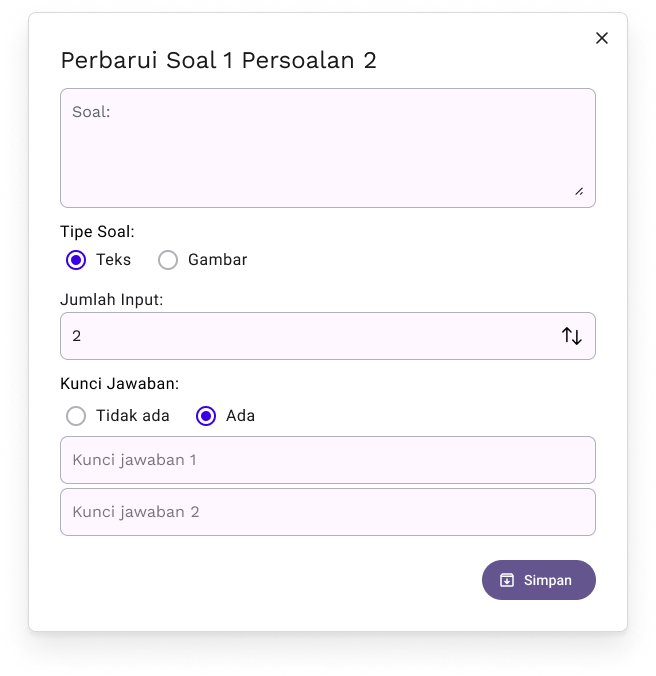 Perbarui Soal 1 Persoalan 2
Soal:
Tipe Soal:
Teks Gambar
Jumlah Input:
2
Kunci Jawaban:
Tidak ada Ada
Kunci jawaban 1
Kunci jawaban 2
Simpan